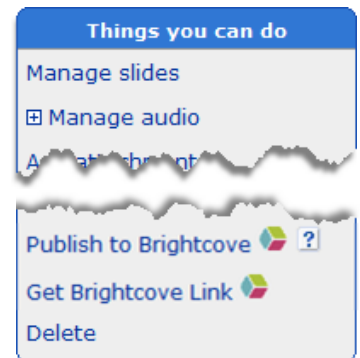 Things you can do
Manage slides
Manage audio
Publish to Brightcove ?
Get Brightcove Link
Delete